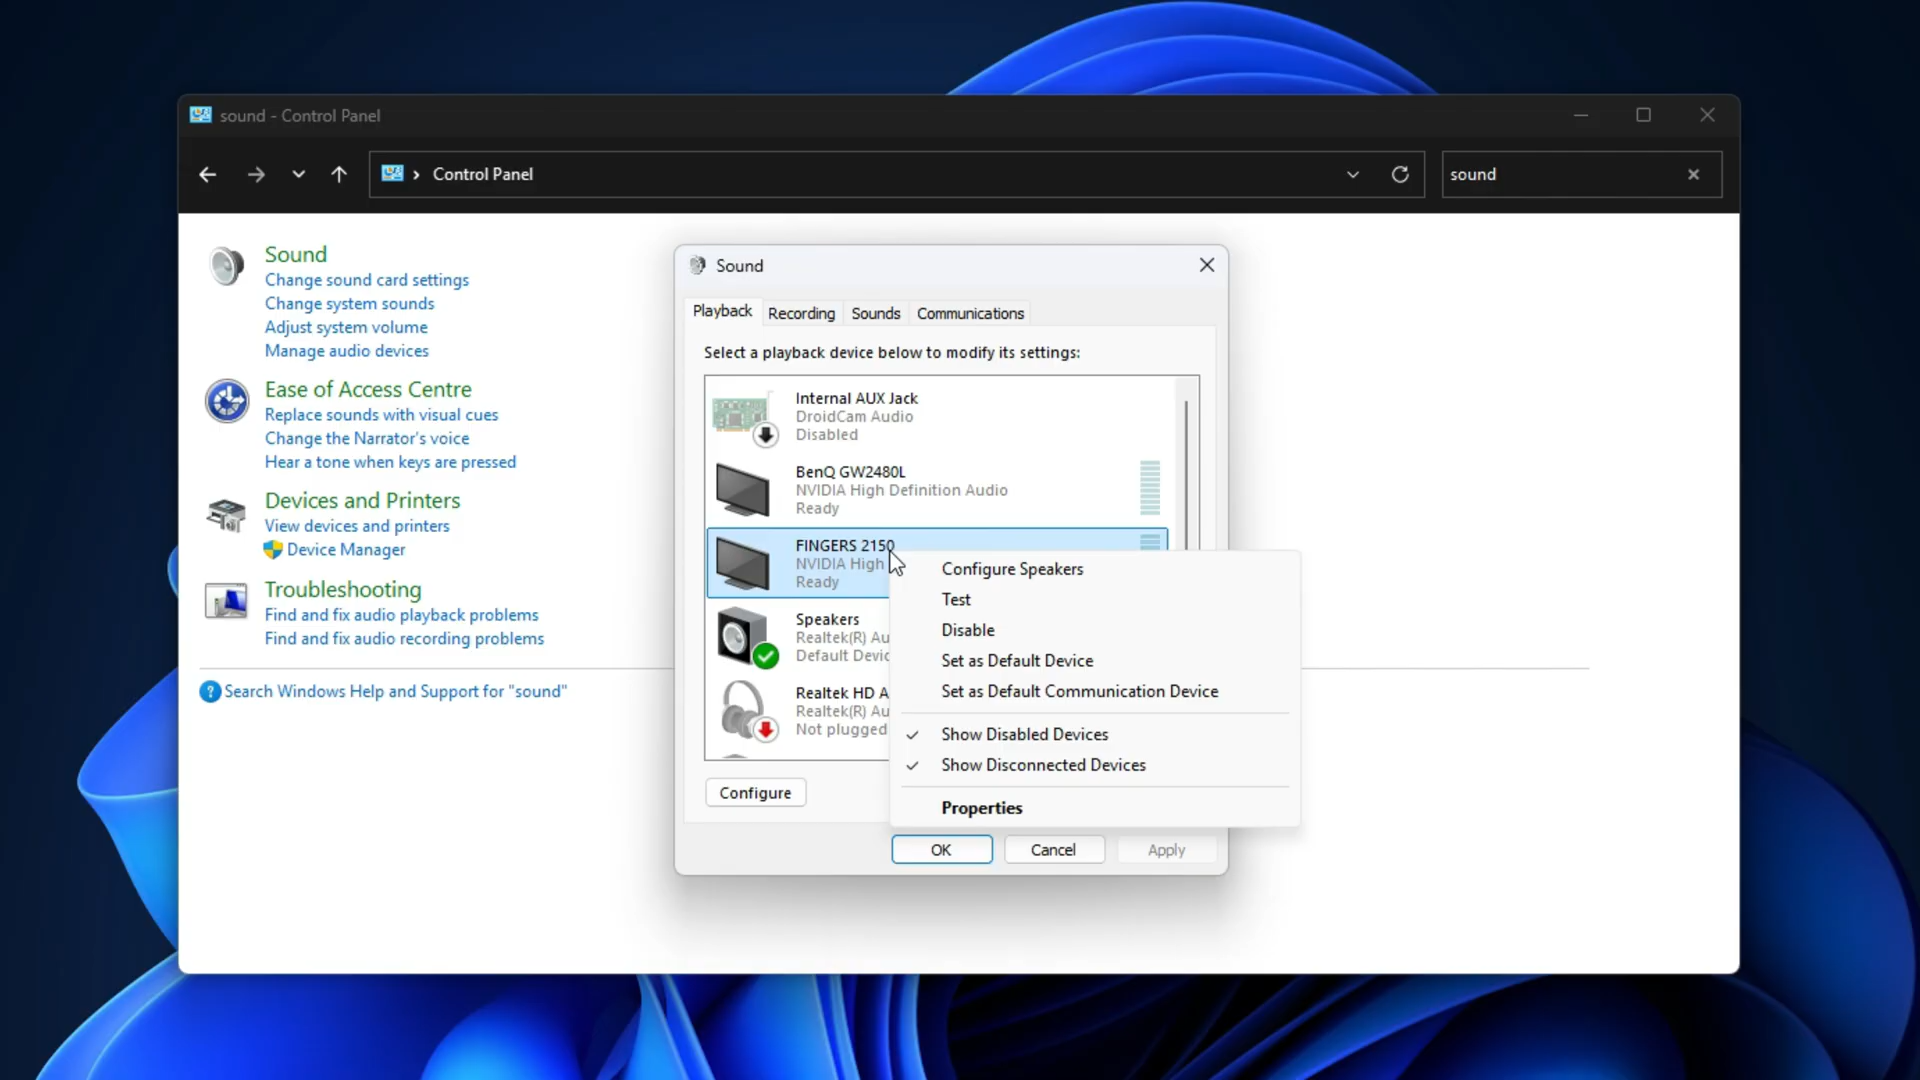 sound - Control Panel
Control Panel
sound
Sound
Change sound card settings
Change system sounds
Adjust system volume
Manage audio devices
Ease of Access Centre
Replace sounds with visual cues
Change the Narrator's voice
Hear a tone when keys are pressed
Devices and Printers
View devices and printers
Device Manager
Troubleshooting
Find and fix audio playback problems
Find and fix audio recording problems
Search Windows Help and Support for "sound"
Sound
Playback Recording Sounds Communications
Select a playback device below to modify its settings:
Internal AUX Jack
DroidCam Audio
Disabled
BenQ GW2480L
NVIDIA High Definition Audio
Ready
FINGERS 2150
NVIDIA High
Ready
Speakers
Realtek(R) Au
Default Devic
Realtek HD A
Realtek(R) Au
Not plugged
Configure Speakers
Test
Disable
Set as Default Device
Set as Default Communication Device
Show Disabled Devices
Show Disconnected Devices
Properties
Configure
OK Cancel Apply